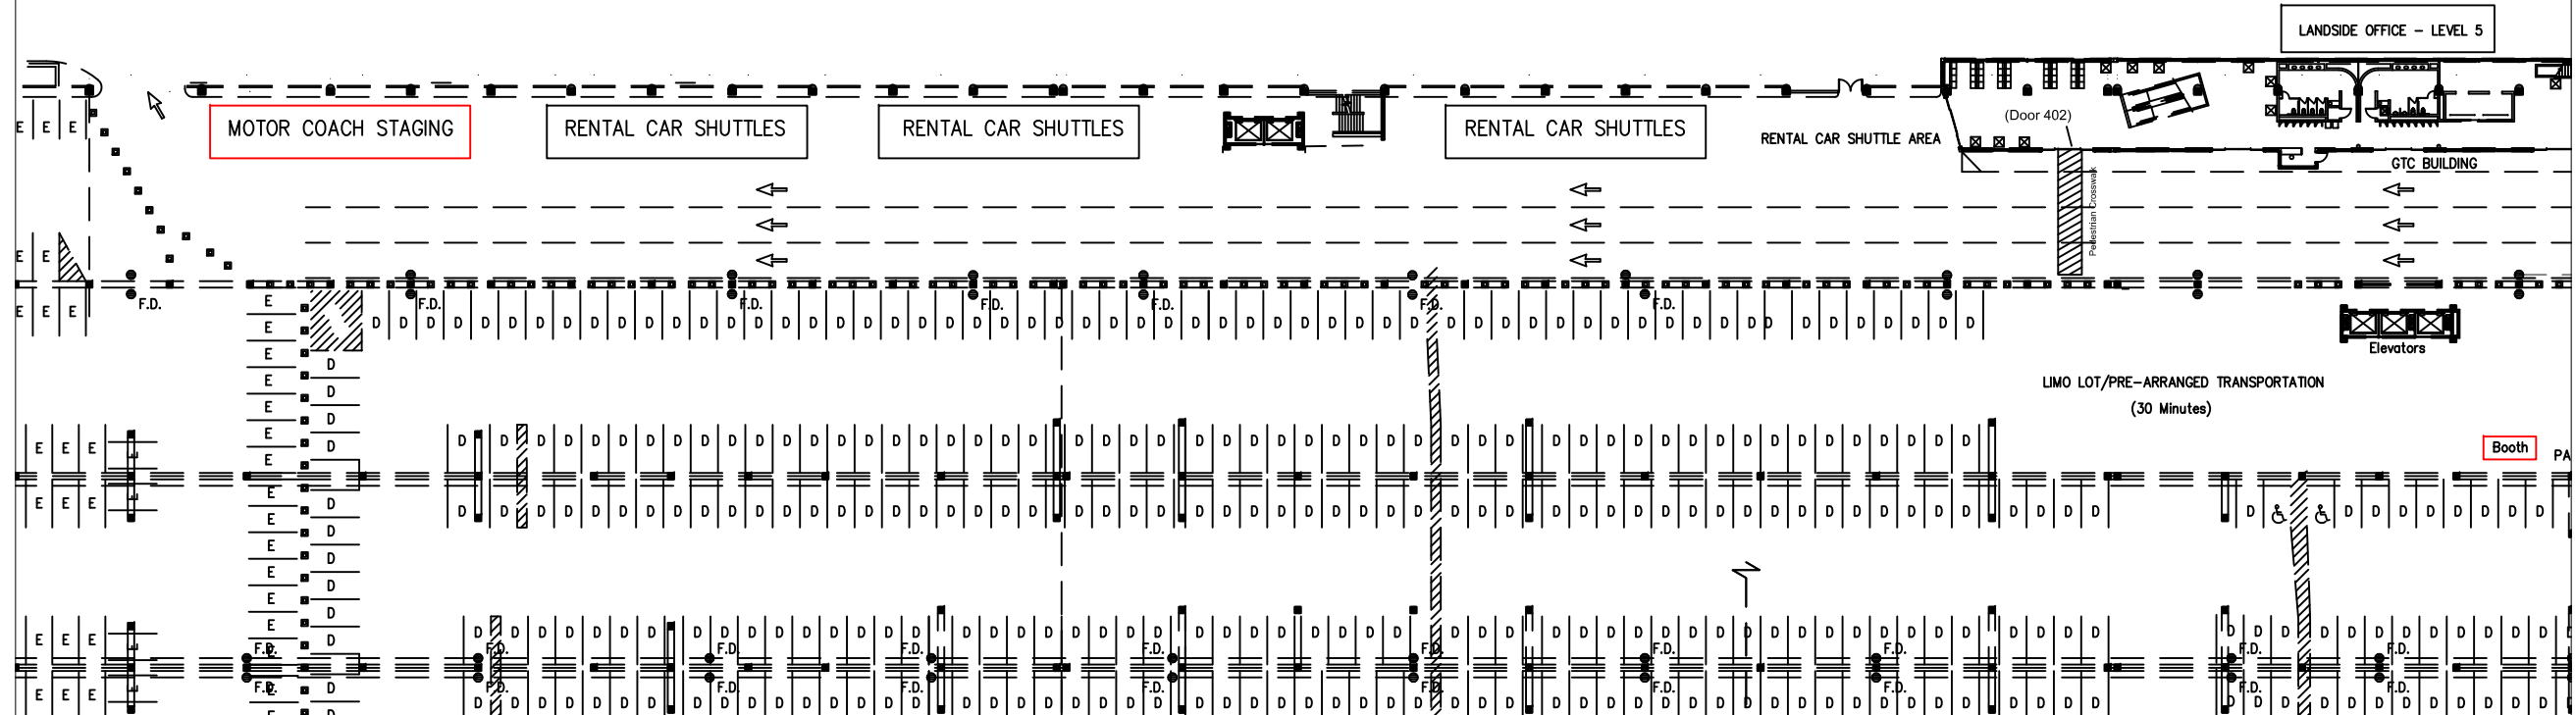 LANDSIDE OFFICE - LEVEL 5
MOTOR COACH STAGING
RENTAL CAR SHUTTLES
RENTAL CAR SHUTTLES
RENTAL CAR SHUTTLES
RENTAL CAR SHUTTLE AREA
(Door 402)
GTC BUILDING
Pedestrian Crosswalk
E E E
E E
E E E
F.D. F.D. F.D. F.D. F.D. F.D. F.D.
Elevators
LIMO LOT/PRE-ARRANGED TRANSPORTATION
(30 Minutes)
Booth
PA
E E E
E E E
E E E
F.D. F.D. F.D. F.D. F.D. F.D. F.D. F.D. F.D. F.D.
F.D. F.D. F.D. F.D. F.D. F.D. F.D. F.D. F.D. F.D.
E E E